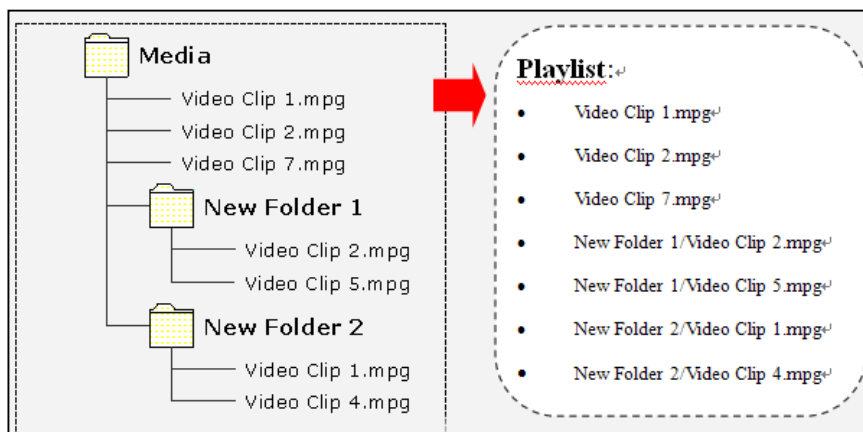 Media
Video Clip 1.mpg
Video Clip 2.mpg
Video Clip 7.mpg
New Folder 1
Video Clip 2.mpg
Video Clip 5.mpg
New Folder 2
Video Clip 1.mpg
Video Clip 4.mpg
Playlist:↵
• Video Clip 1.mpg↵
• Video Clip 2.mpg↵
• Video Clip 7.mpg↵
• New Folder 1/Video Clip 2.mpg↵
• New Folder 1/Video Clip 5.mpg↵
• New Folder 2/Video Clip 1.mpg↵
• New Folder 2/Video Clip 4.mpg↵